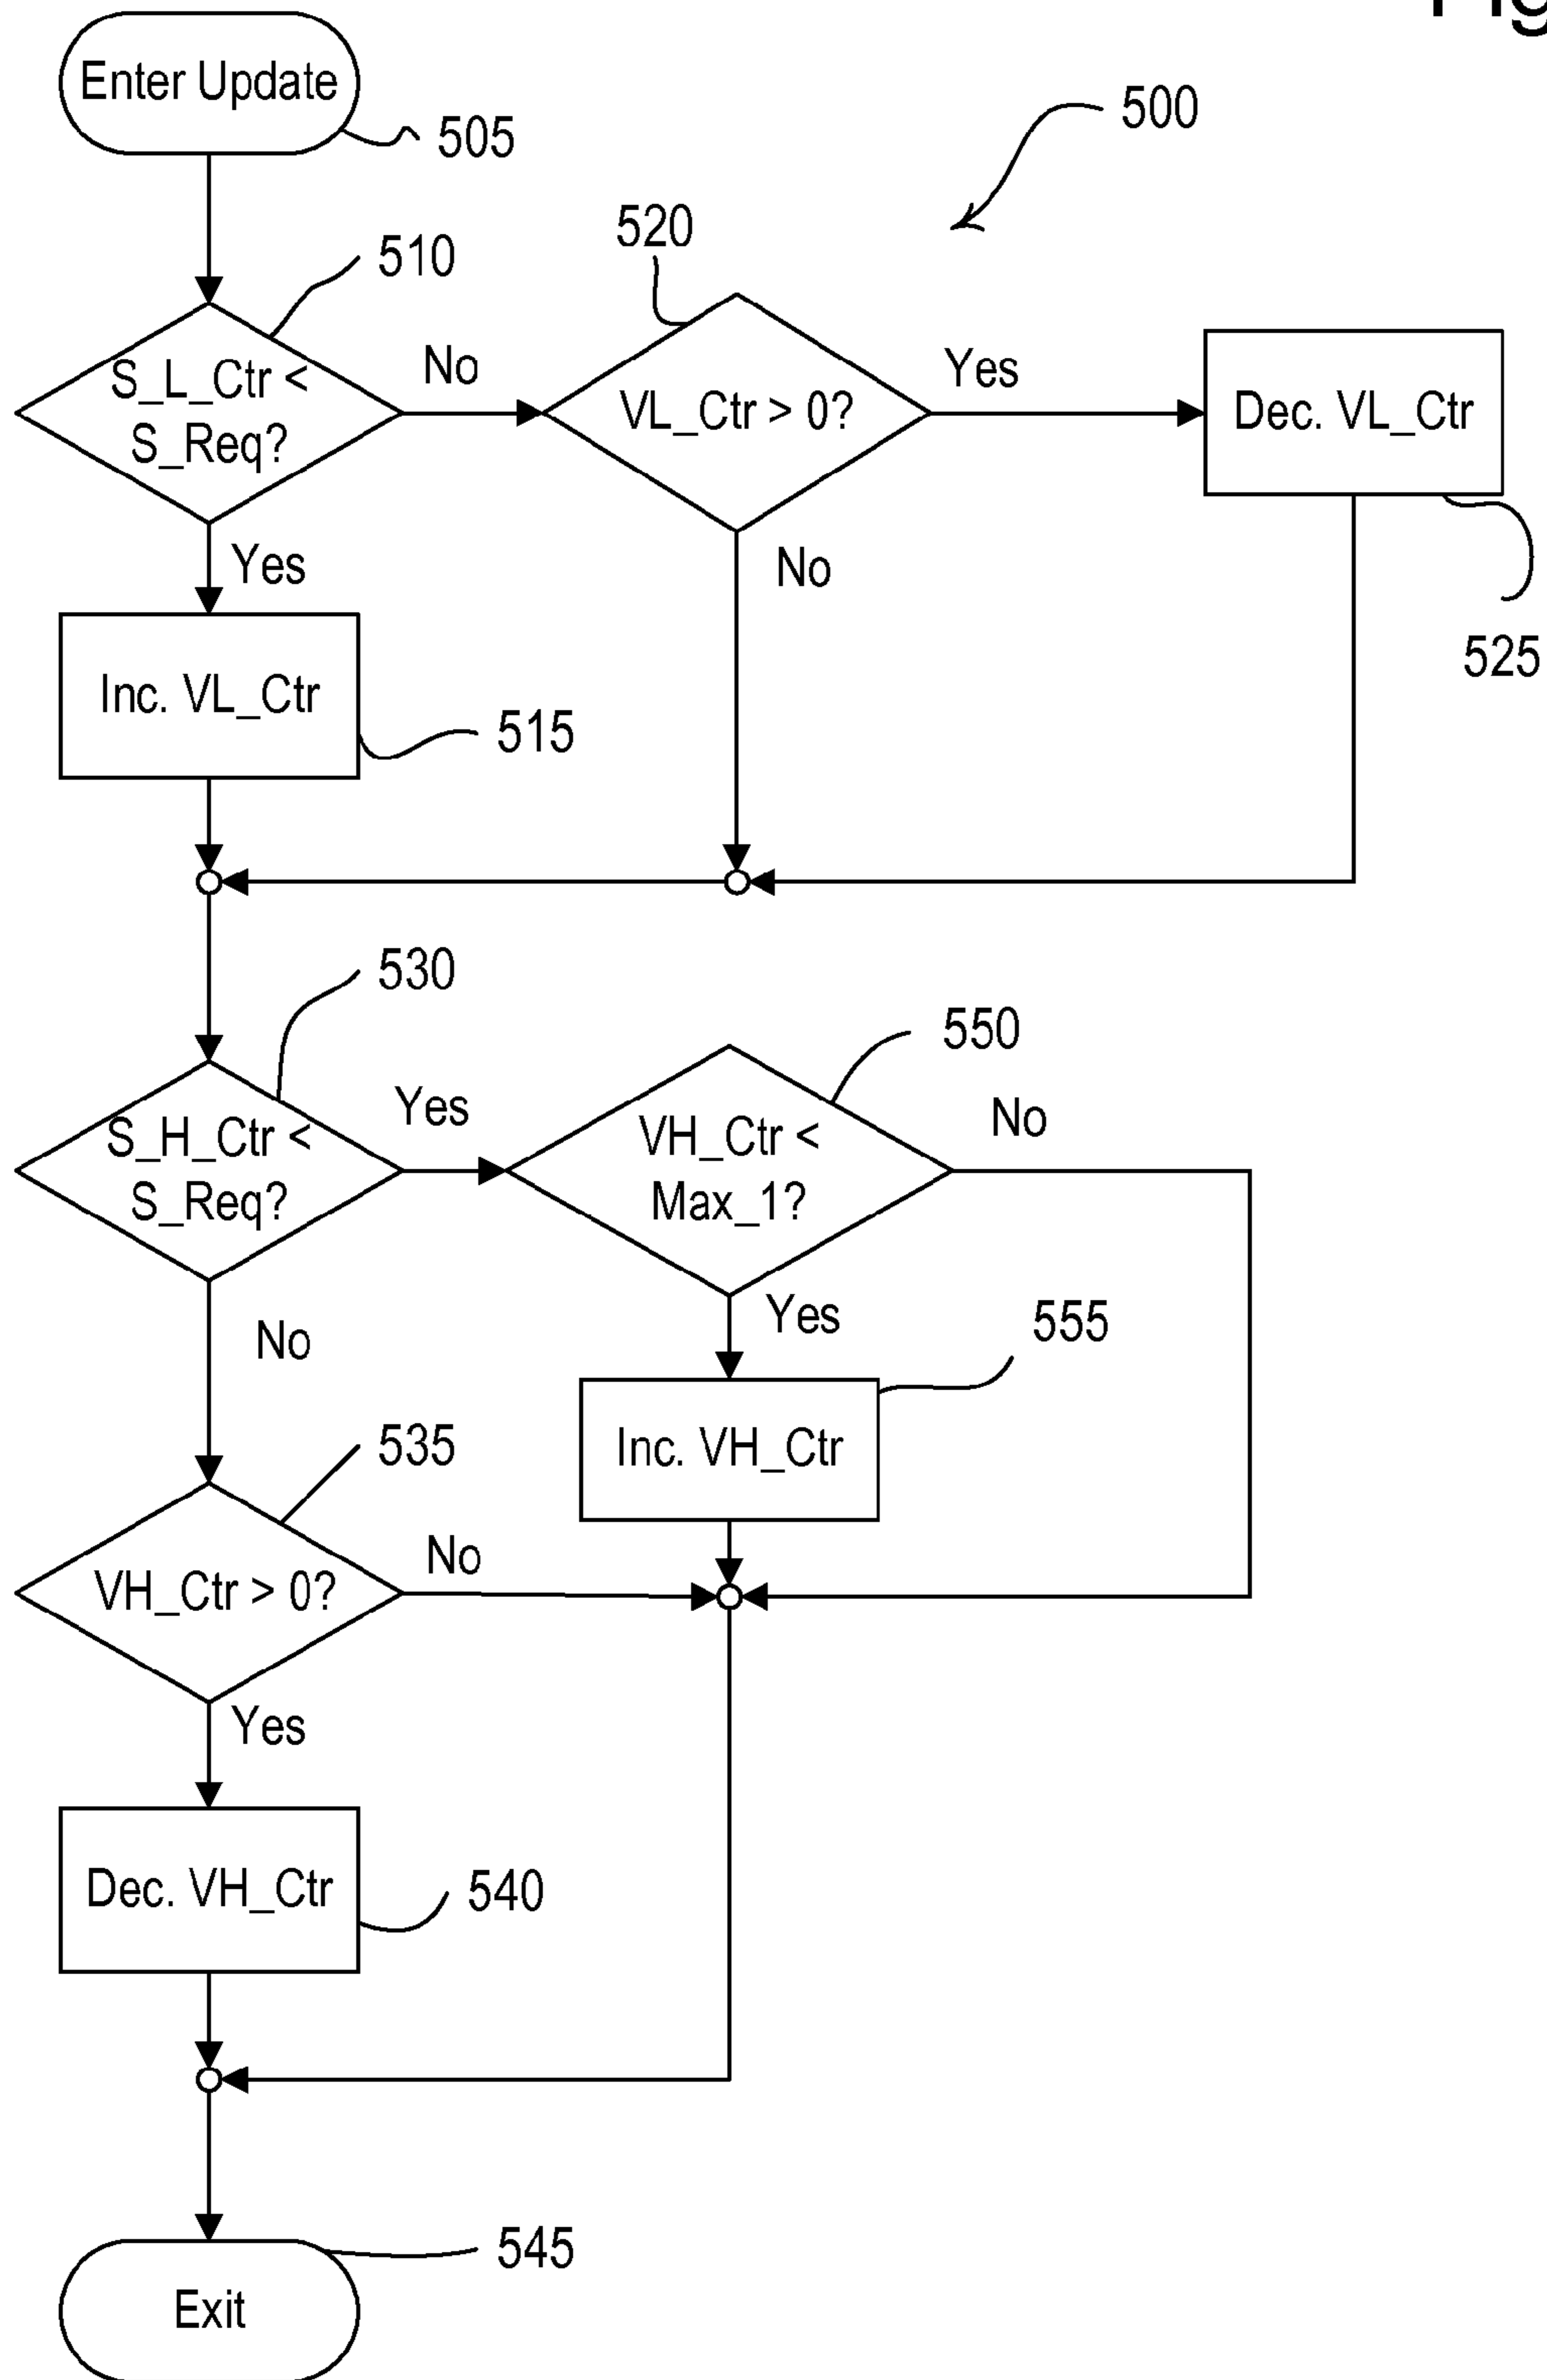 Enter Update
505
500
510
520
S_L_Ctr <
S_Req?
No
VL_Ctr > 0?
Yes
Dec. VL_Ctr
Yes
No
525
Inc. VL_Ctr
515
530
550
S_H_Ctr <
S_Req?
Yes
VH_Ctr <
Max_1?
No
No
Yes
555
Inc. VH_Ctr
535
VH_Ctr > 0?
No
Yes
Dec. VH_Ctr
540
545
Exit